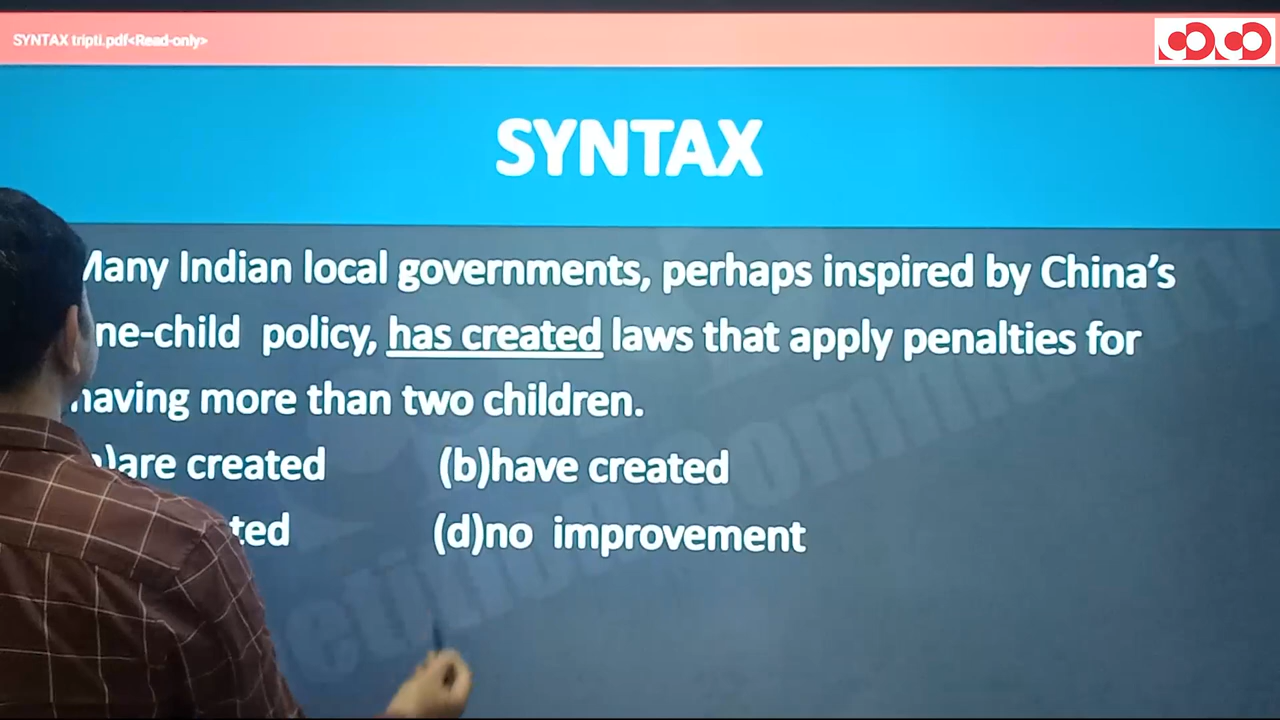 SYNTAX tripti.pdf<Read-only>
SYNTAX
Many Indian local governments, perhaps inspired by China’s
ne-child policy, has created laws that apply penalties for
having more than two children.
)are created (b)have created
ted (d)no improvement